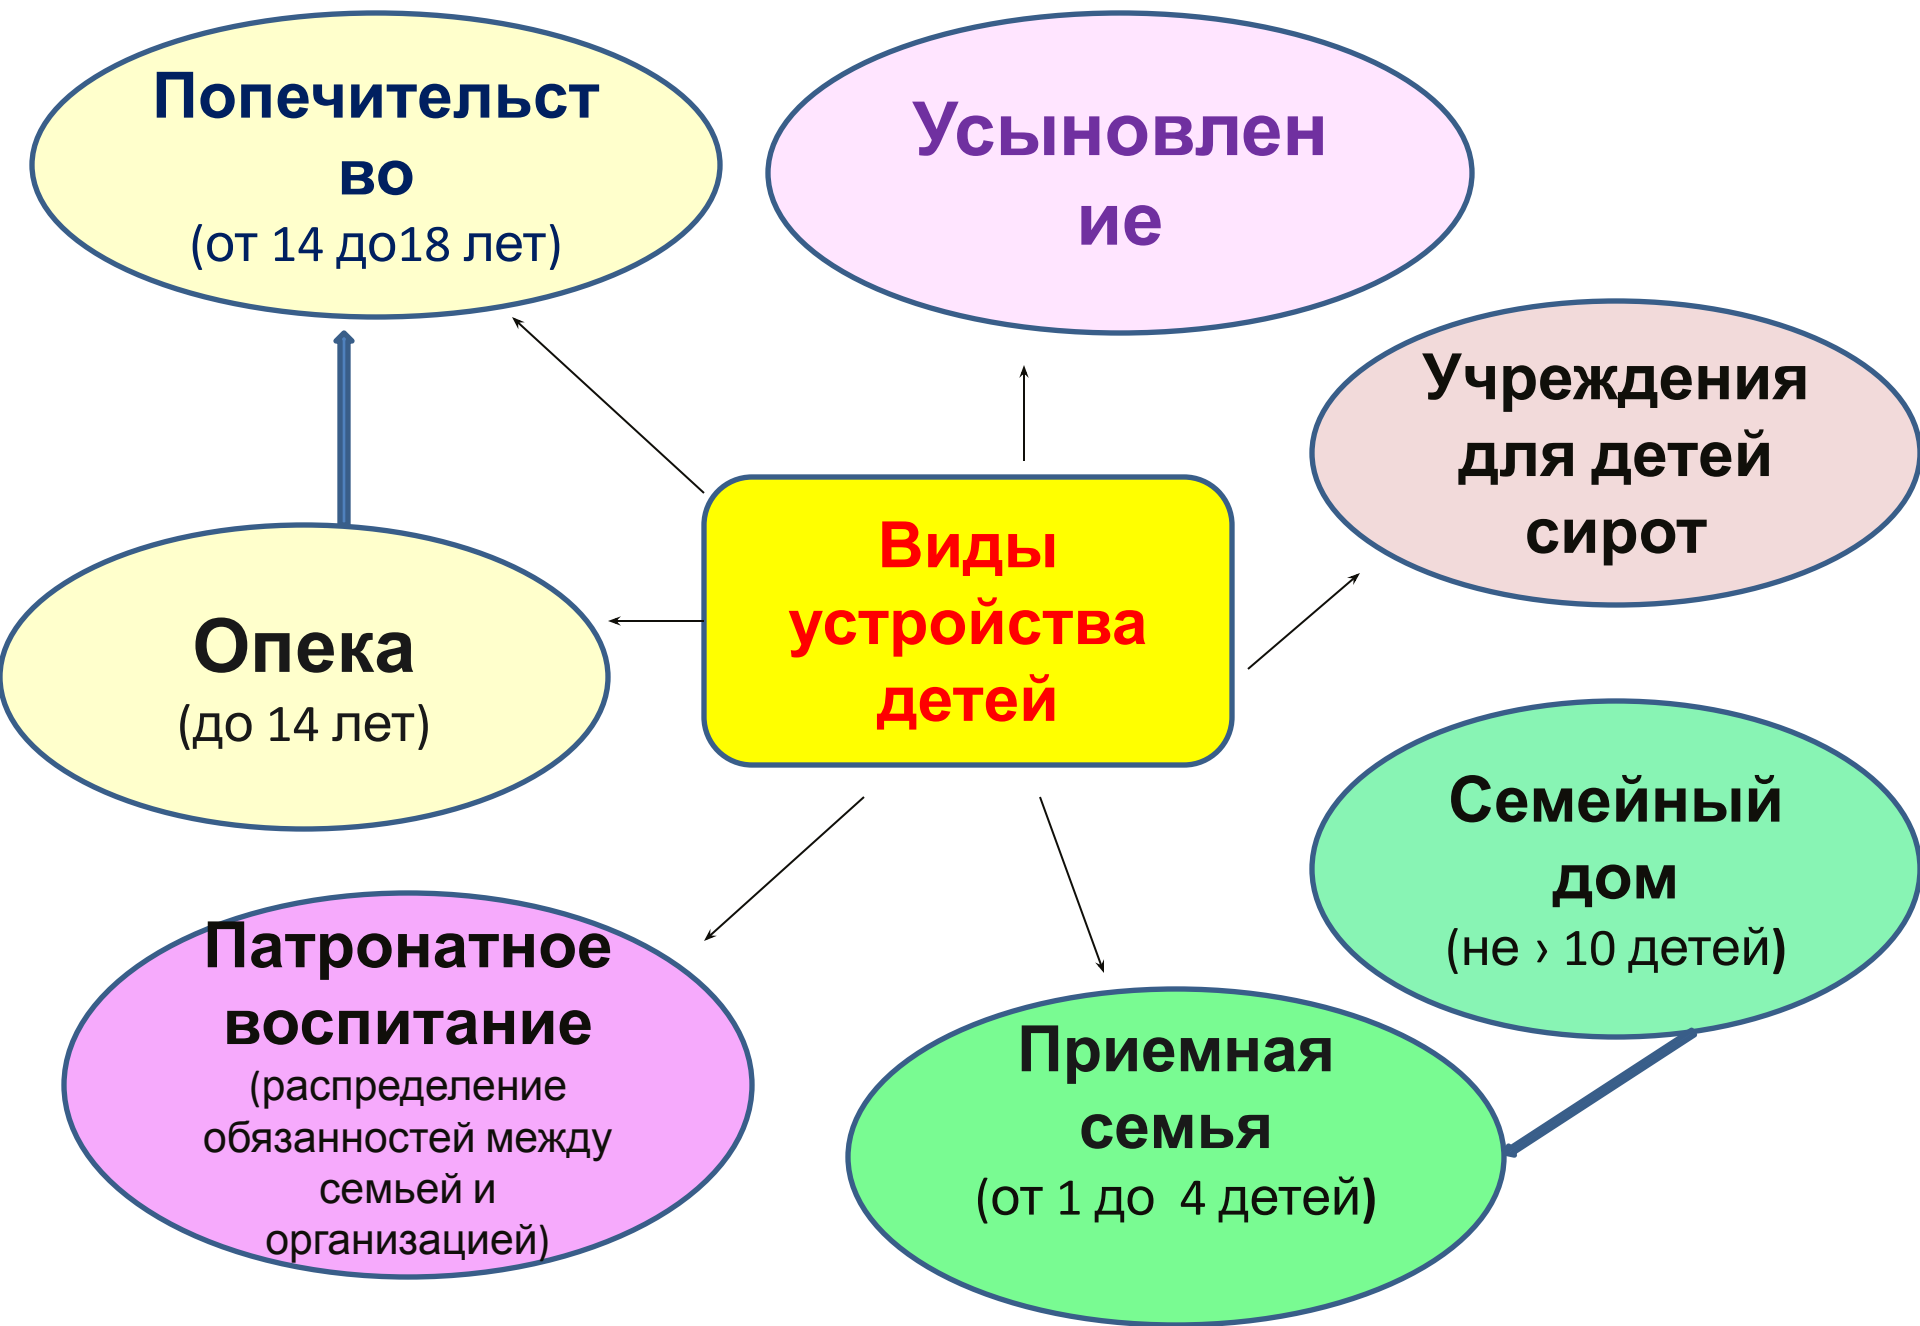 Попечительст
во
(от 14 до18 лет)
Усыновлен
ие
Учреждения
для детей
сирот
Виды
устройства
детей
Опека
(до 14 лет)
Семейный
дом
(не › 10 детей)
Патронатное
воспитание
(распределение
обязанностей между
семьей и
организацией)
Приемная
семья
(от 1 до  4 детей)